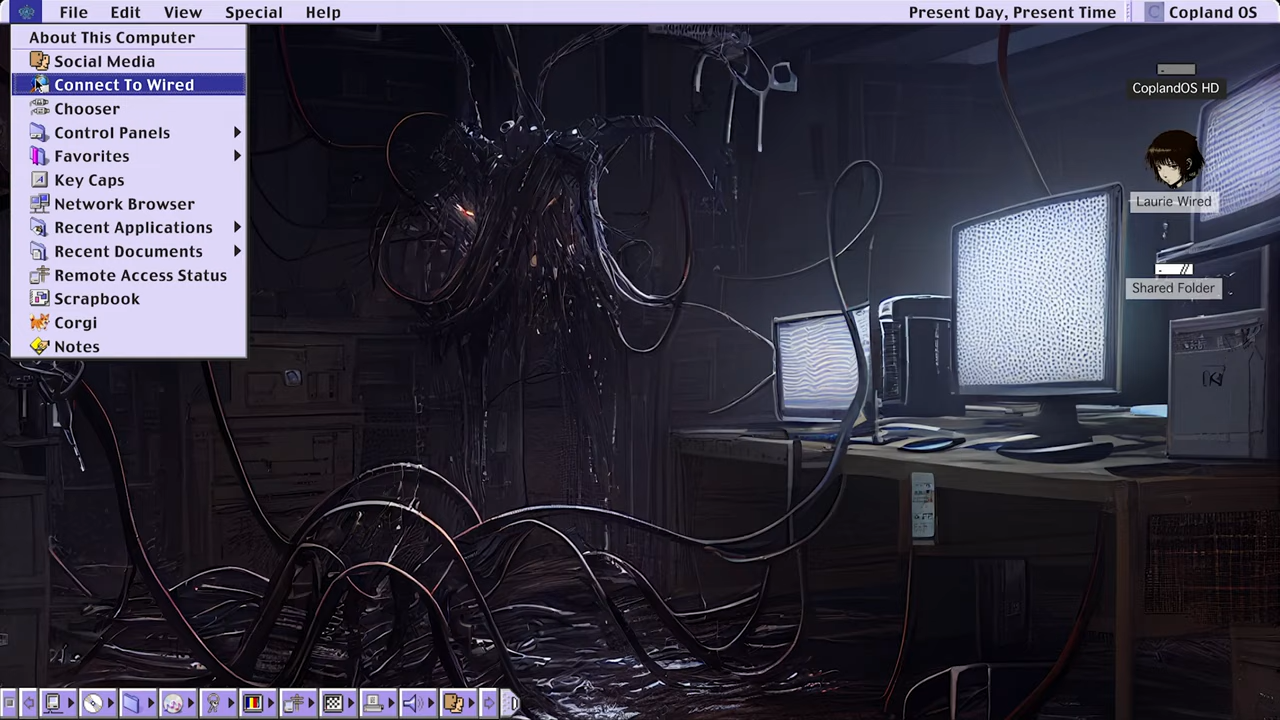 File Edit View Special Help Present Day, Present Time Copland OS
About This Computer
Social Media
Connect To Wired
Chooser
Control Panels
Favorites
Key Caps
Network Browser
Recent Applications
Recent Documents
Remote Access Status
Scrapbook
Corgi
Notes
CoplandOS HD
Laurie Wired
Shared Folder